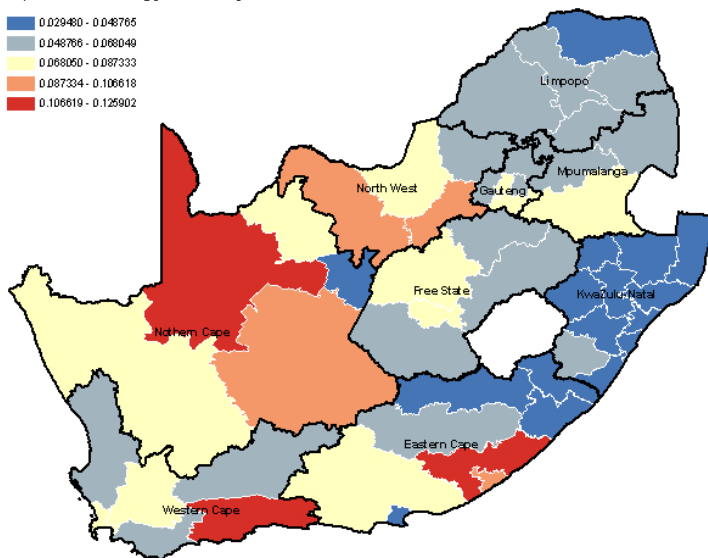 0.029480 - 0.048765
0.048766 - 0.068049
0.068050 - 0.087333
0.087334 - 0.106618
0.106619 - 0.125902
Limpopo
North West
Mpumalanga
Gauteng
Free State
KwaZulu-Natal
Nothern Cape
Eastern Cape
Western Cape